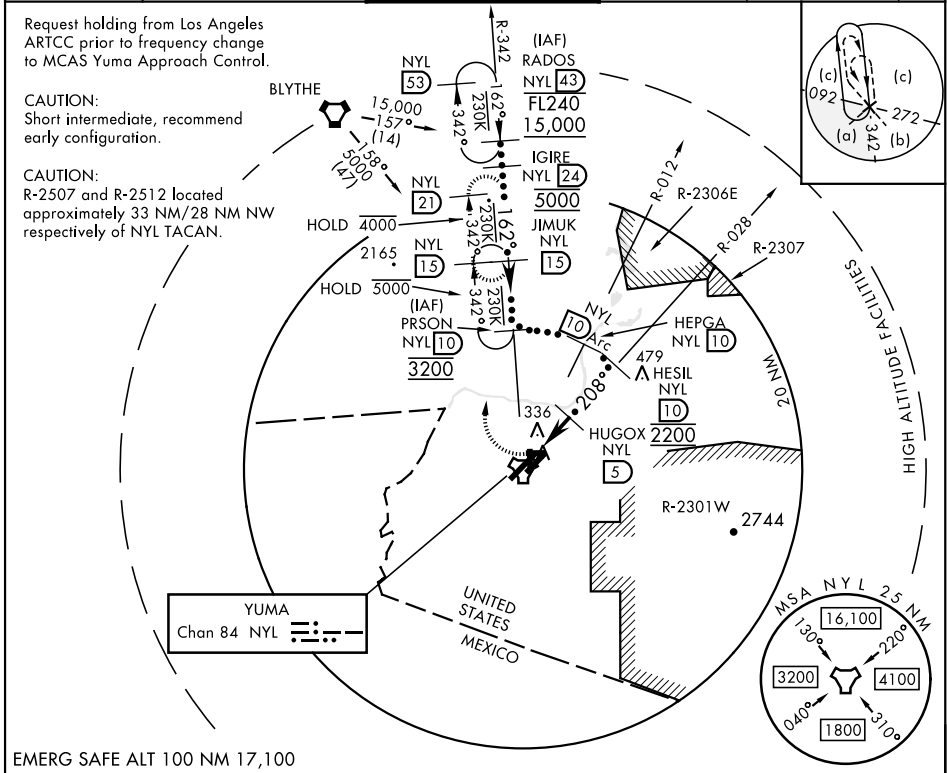 Request holding from Los Angeles
ARTCC prior to frequency change
to MCAS Yuma Approach Control.
CAUTION:
Short intermediate, recommend
early configuration.
CAUTION:
R-2507 and R-2512 located
approximately 33 NM/28 NM NW
respectively of NYL TACAN.
BLYTHE
15,000
157°
(14)
158°
5000
(47)
NYL
53
R-342
162°
230K
342°
(IAF)
RADOS
NYL 43
FL240
15,000
IGIRE
NYL 24
5000
NYL
21
HOLD 4000
342°
230K
162°
JIMUK
NYL
15
2165
NYL
15
HOLD 5000
342°
230K
(IAF)
PRSON
NYL 10
3200
NYL
10 Arc
R-012
R-2306E
R-028
R-2307
HEPGA
NYL 10
479
HESIL
NYL
10
2200
208°
336
HUGOX
NYL
5
20 NM
HIGH ALTITUDE FACILITIES
R-2301W
2744
YUMA
Chan 84 NYL
UNITED
STATES
MEXICO
(c)
(c)
092
272
(a)
342
(b)
MSA NYL 25 NM
16,100
130°
220°
3200
4100
040°
310°
1800
EMERG SAFE ALT 100 NM 17,100